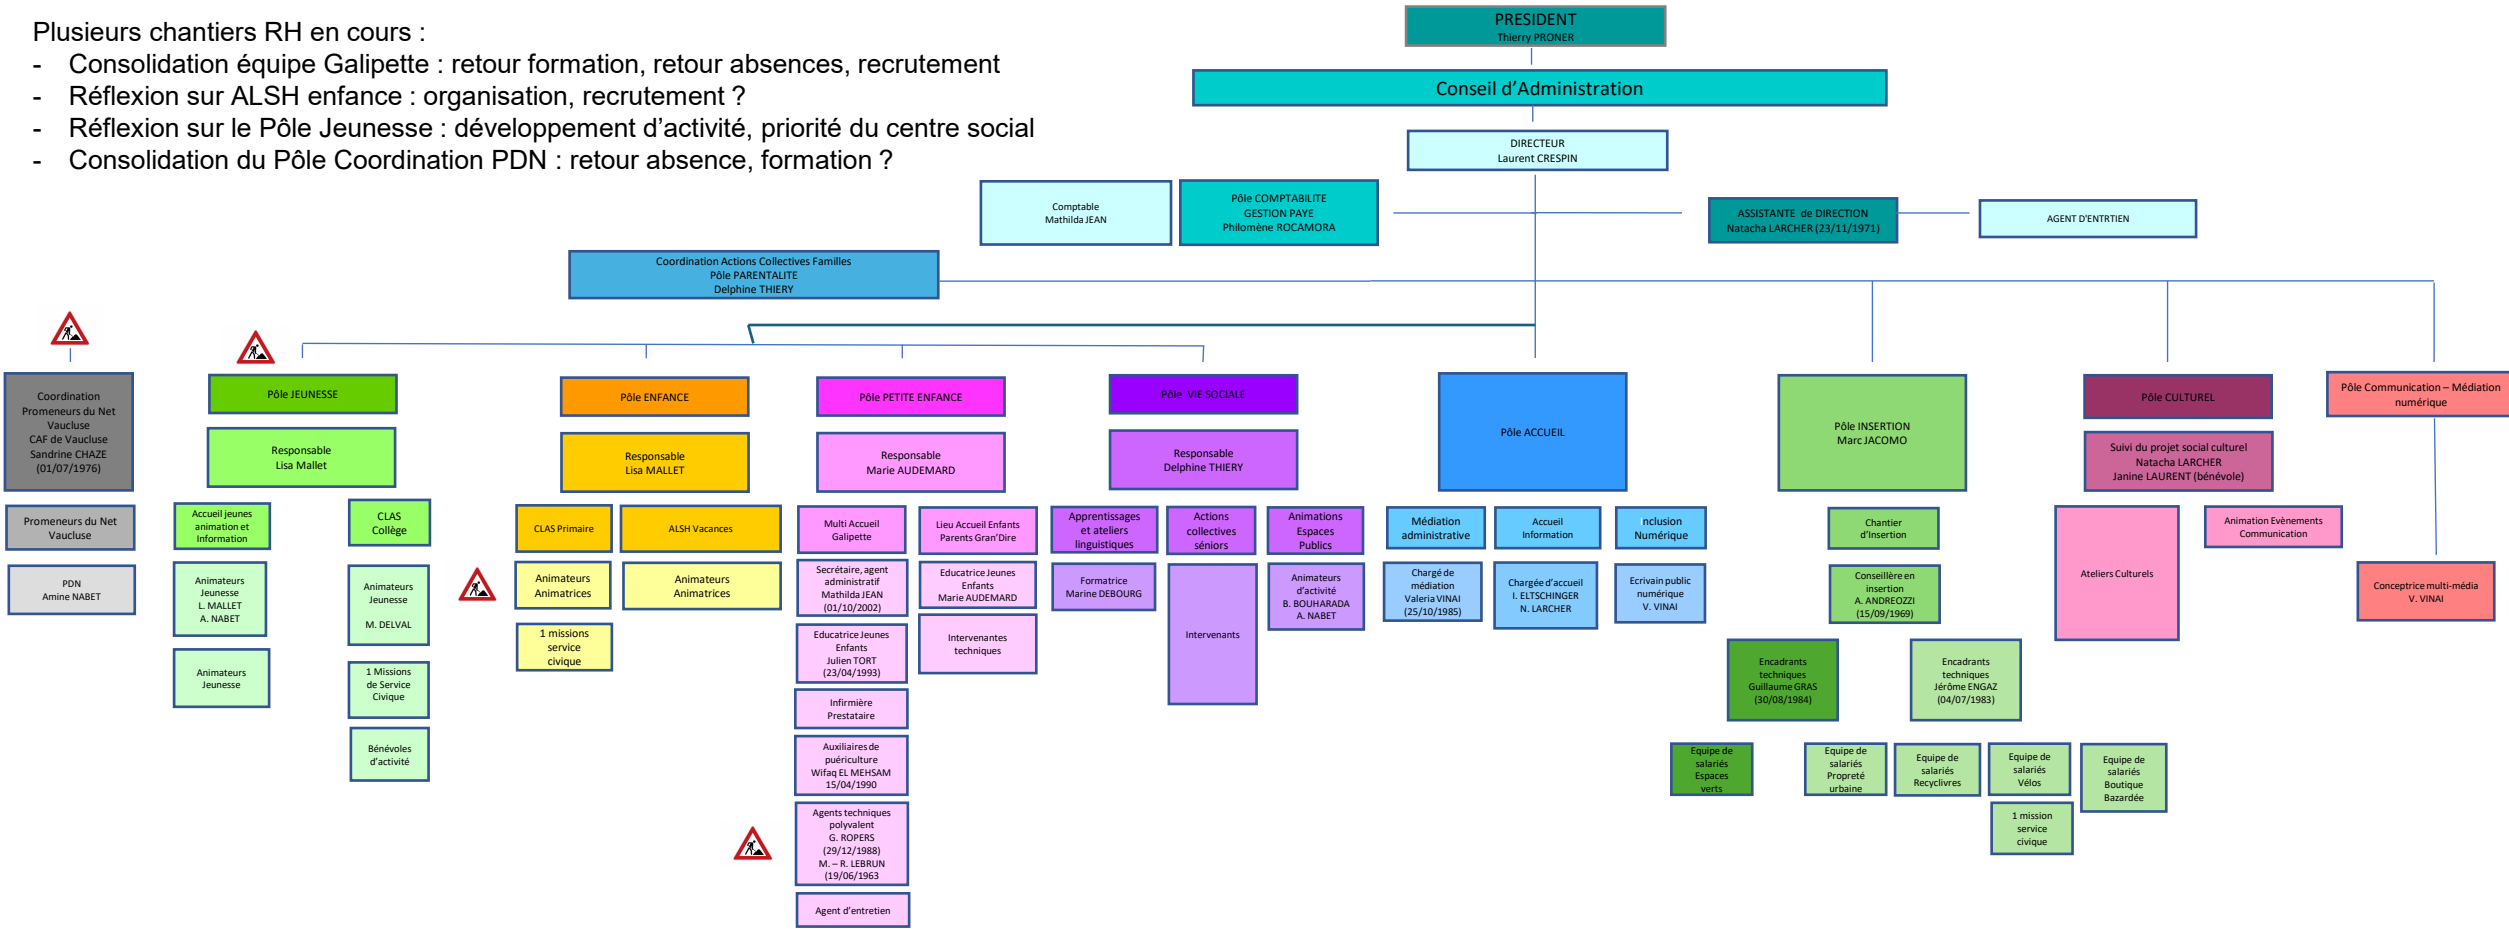 Plusieurs chantiers RH en cours :
- Consolidation équipe Galipette : retour formation, retour absences, recrutement
- Réflexion sur ALSH enfance : organisation, recrutement ?
- Réflexion sur le Pôle Jeunesse : développement d'activité, priorité du centre social
- Consolidation du Pôle Coordination PDN : retour absence, formation ?
PRESIDENT
Thierry PRONER
Conseil d'Administration
DIRECTEUR
Laurent CRESPIN
Comptable
Mathilda JEAN
Pôle COMPTABILITE
GESTION PAYE
Philomène ROCAMORA
ASSISTANTE de DIRECTION
Natacha LARCHER (23/11/1971)
AGENT D'ENTRTIEN
Coordination Actions Collectives Familles
Pôle PARENTALITE
Delphine THIERY
Coordination
Promeneurs du Net
Vaucluse
CAF de Vaucluse
Sandrine CHAZE
(01/07/1976)
Promeneurs du Net
Vaucluse
PDN
Amine NABET
Pôle JEUNESSE
Responsable
Lisa Mallet
Accueil jeunes
animation et
Information
Animateurs
Jeunesse
L. MALLET
A. NABET
Animateurs
Jeunesse
CLAS
Collège
Animateurs
Jeunesse
M. DELVAL
1 Missions
de Service
Civique
Bénévoles
d'activité
Pôle ENFANCE
Responsable
Lisa MALLET
CLAS Primaire
Animateurs
Animatrices
1 missions
service
civique
ALSH Vacances
Animateurs
Animatrices
Pôle PETITE ENFANCE
Responsable
Marie AUDEMARD
Multi Accueil
Galipette
Secrétaire, agent
administratif
Mathilda JEAN
(01/10/2002)
Educatrice Jeunes
Enfants
Julien TORT
(23/04/1993)
Infirmière
Prestataire
Auxiliaires de
puériculture
Wifaq EL MEHSAM
15/04/1990
Agents techniques
polyvalent
G. ROPERS
(29/12/1988)
M. – R. LEBRUN
(19/06/1963
Agent d'entretien
Lieu Accueil Enfants
Parents Gran'Dire
Educatrice Jeunes
Enfants
Marie AUDEMARD
Intervenantes
techniques
Pôle VIE SOCIALE
Responsable
Delphine THIERY
Apprentissages
et ateliers
linguistiques
Formatrice
Marine DEBOURG
Actions
collectives
séniors
Intervenants
Animations
Espaces
Publics
Animateurs
d'activité
B. BOUHARADA
A. NABET
Pôle ACCUEIL
Médiation
administrative
Chargé de
médiation
Valeria VINAI
(25/10/1985)
Accueil
Information
Chargée d'accueil
I. ELTSCHINGER
N. LARCHER
Inclusion
Numérique
Ecrivain public
numérique
V. VINAI
Pôle INSERTION
Marc JACOMO
Chantier
d'Insertion
Conseillère en
insertion
A. ANDREOZZI
(15/09/1969)
Encadrants
techniques
Guillaume GRAS
(30/08/1984)
Encadrants
techniques
Jérôme ENGAZ
(04/07/1983)
Equipe de
salariés
Espaces
verts
Equipe de
salariés
Propreté
urbaine
Equipe de
salariés
Recyclivres
Equipe de
salariés
Vélos
1 mission
service
civique
Equipe de
salariés
Boutique
Bazardée
Pôle CULTUREL
Suivi du projet social culturel
Natacha LARCHER
Janine LAURENT (bénévole)
Ateliers Culturels
Animation Evènements
Communication
Pôle Communication – Médiation
numérique
Conceptrice multi-média
V. VINAI